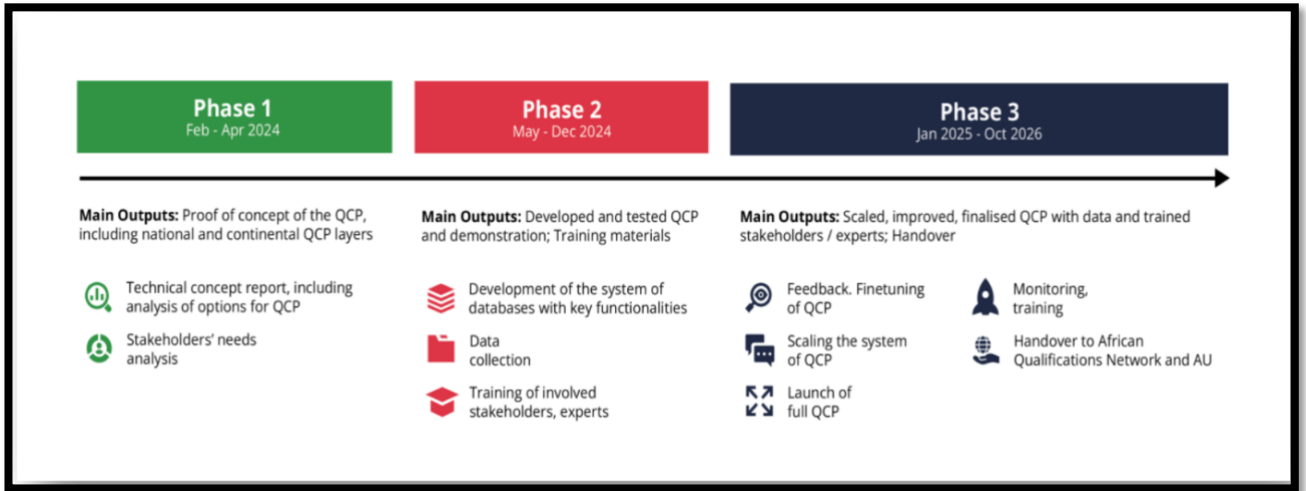 Phase 1
Feb - Apr 2024
Phase 2
May - Dec 2024
Phase 3
Jan 2025 - Oct 2026
Main Outputs: Proof of concept of the QCP,
including national and continental QCP layers
Technical concept report, including
analysis of options for QCP
Stakeholders' needs
analysis
Main Outputs: Developed and tested QCP
and demonstration; Training materials
Development of the system of
databases with key functionalities
Data
collection
Training of involved
stakeholders, experts
Main Outputs: Scaled, improved, finalised QCP with data and trained
stakeholders / experts; Handover
Feedback. Finetuning
of QCP
Scaling the system
of QCP
Launch of
full QCP
Monitoring,
training
Handover to African
Qualifications Network and AU